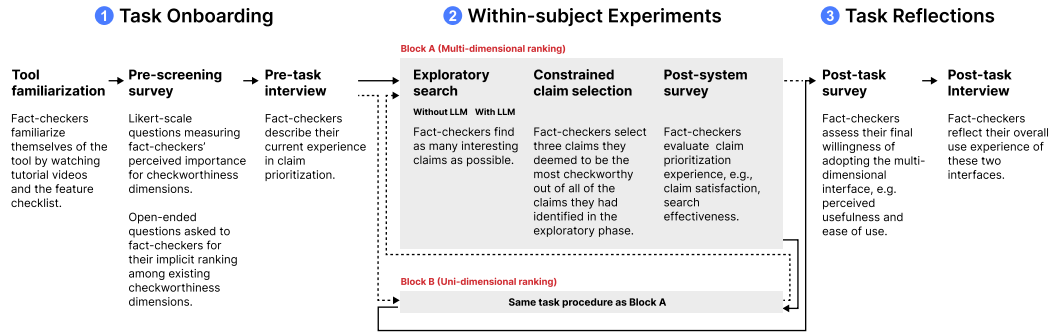 1 Task Onboarding
2 Within-subject Experiments
3 Task Reflections
Tool
familiarization
Fact-checkers
familiarize
themselves of the
tool by watching
tutorial videos
and the feature
checklist.
Pre-screening
survey
Likert-scale
questions measuring
fact-checkers'
perceived importance
for checkworthiness
dimensions.
Open-ended
questions asked to
fact-checkers for
their implicit ranking
among existing
checkworthiness
dimensions.
Pre-task
interview
Fact-checkers
describe their
current experience
in claim
prioritization.
Block A (Multi-dimensional ranking)
Exploratory
search
Without LLM With LLM
Fact-checkers find
as many interesting
claims as possible.
Constrained
claim selection
Fact-checkers select
three claims they
deemed to be the
most checkworthy
out of all of the
claims they had
identified in the
exploratory phase.
Post-system
survey
Fact-checkers
evaluate claim
prioritization
experience, e.g.,
claim satisfaction,
search
effectiveness.
Block B (Uni-dimensional ranking)
Same task procedure as Block A
Post-task
survey
Fact-checkers
assess their final
willingness of
adopting the multi-
dimensional
interface, e.g.
perceived
usefulness and
ease of use.
Post-task
Interview
Fact-checkers
reflect their overall
use experience of
these two
interfaces.